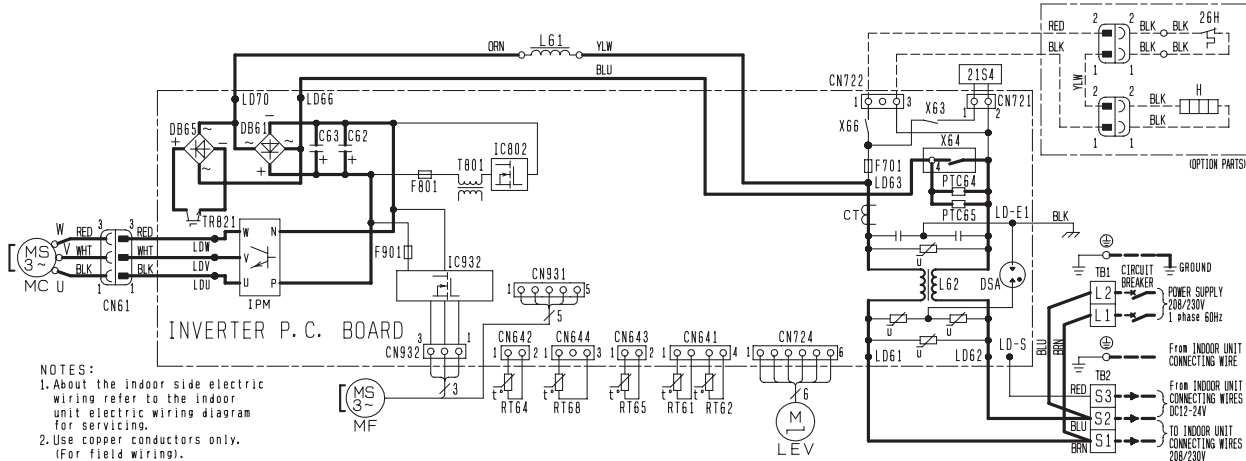 ORN
L61
YLW
BLU
RED
BLK
2
2
BLK
BLK
26H
BLK
BLK
1
1
YLW
2
2
BLK
H
BLK
1
1
(OPTION PARTS)
CN722
1
3
21S4
CN721
1
2
X63
X66
X64
4
F701
LD63
PTC64
PTC65
CT
LD-E1
BLK
U
L62
DSA
U
U
U
LD61
LD62
LD-S
LD70
LD66
DB65
+
~
-
~
DB61
-
~
~
+
C63
C62
+
+
IC802
T801
F801
TR821
W
V
U
N
P
IPM
F901
IC932
MS
3~
MC
W
V
U
RED
WHT
BLK
3
3
1
1
CN61
RED
WHT
BLK
LDW
LDV
LDU
INVERTER P. C. BOARD
CN931
1
5
5
CN932
3
1
3
MS
3~
MF
CN642
1
2
t°
RT64
CN644
1
3
t°
RT68
CN643
1
2
t°
RT65
CN641
1
4
t°
RT61
t°
RT62
CN724
1
6
6
M
LEV
GROUND
TB1
CIRCUIT
BREAKER
L2
L1
POWER SUPPLY
208/230V
1 phase 60Hz
BLU
BRN
From INDOOR UNIT
CONNECTING WIRE
TB2
RED
S3
BLU
S2
BRN
S1
From INDOOR UNIT
CONNECTING WIRES
DC12-24V
TO INDOOR UNIT
CONNECTING WIRES
208/230V
NOTES:
1. About the indoor side electric
wiring refer to the indoor
unit electric wiring diagram
for servicing.
2. Use copper conductors only.
(For field wiring).